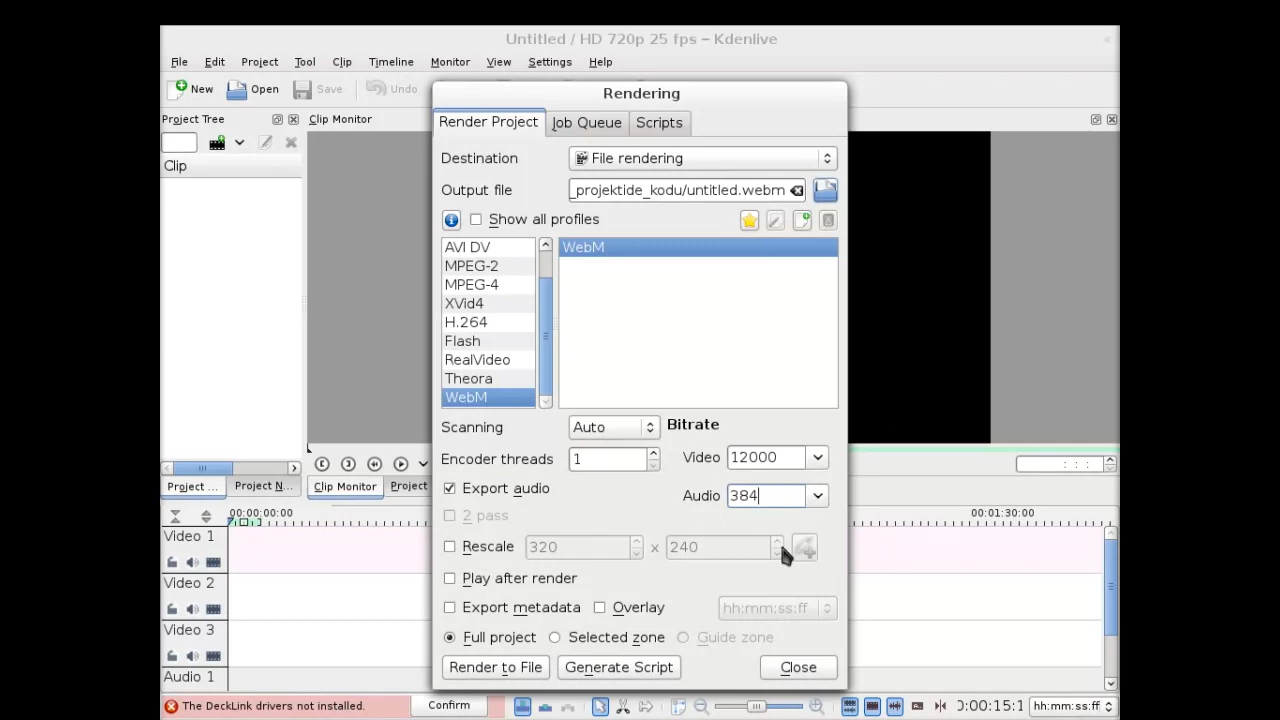 Untitled / HD 720p 25 fps – Kdenlive
File Edit Project Tool Clip Timeline Monitor View Settings Help
New Open Save Undo
Rendering
Project Tree
Clip Monitor
Clip
Render Project Job Queue Scripts
Destination File rendering
Output file _projektide_kodu/untitled.webm
Show all profiles
AVI DV
MPEG-2
MPEG-4
XVid4
H.264
Flash
RealVideo
Theora
WebM
WebM
Scanning Auto Bitrate
Encoder threads 1 Video 12000
Export audio Audio 384
2 pass
Rescale 320 x 240
Play after render
Export metadata Overlay hh:mm:ss:ff
Full project Selected zone Guide zone
Render to File Generate Script Close
: : ;
Project ... Project N... Clip Monitor Project
00:00:00:00 00:01:30:00
Video 1
Video 2
Video 3
Audio 1
The DeckLink drivers not installed. Confirm
hh:mm:ss:ff